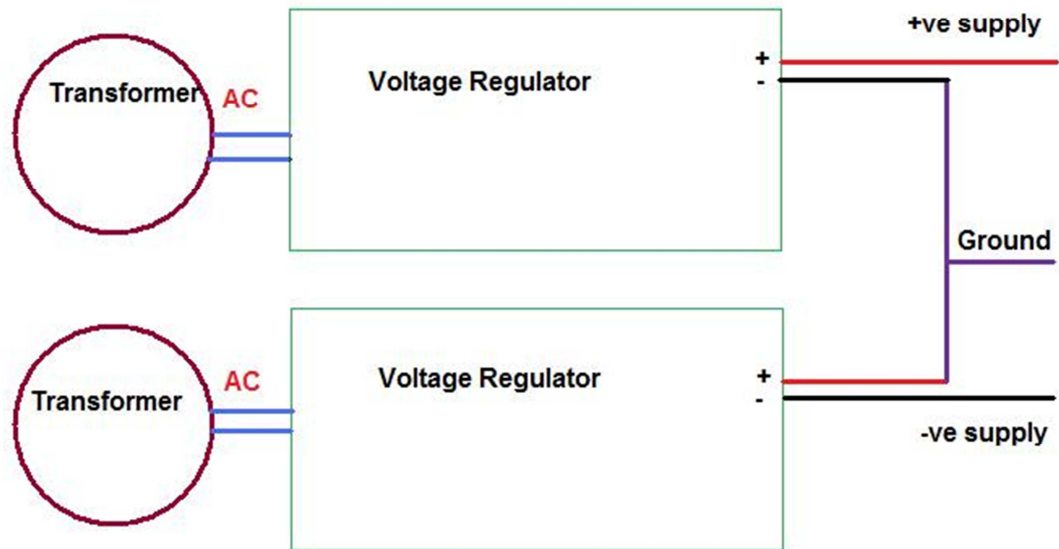 +ve supply
Transformer
AC
Voltage Regulator
+
-
Ground
Transformer
AC
Voltage Regulator
+
-
-ve supply